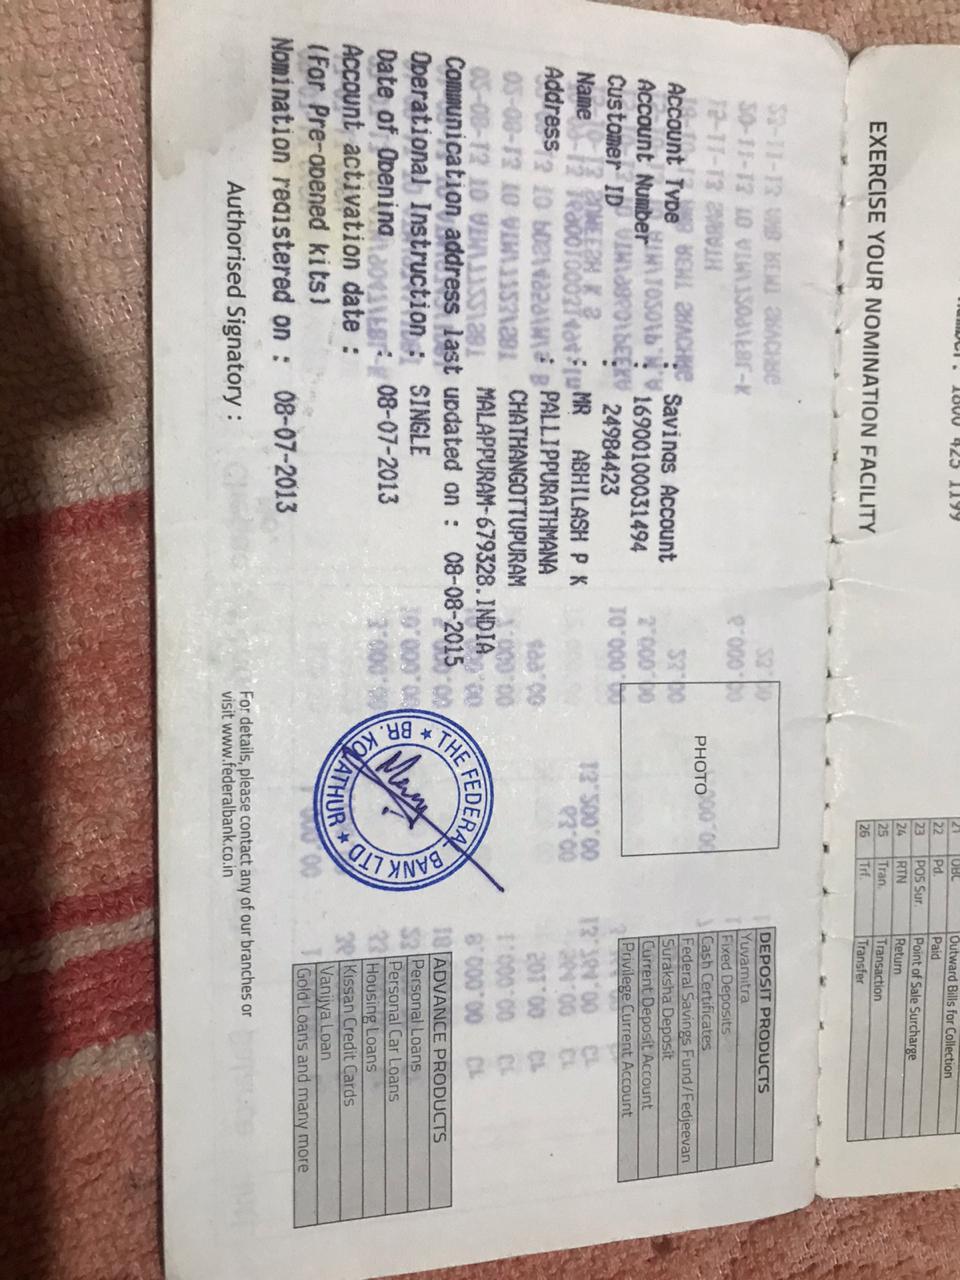 Number: 1800 425 1199
EXERCISE YOUR NOMINATION FACILITY
21 OBC Outward Bills for Collection
22 Pd. Paid
23 POS Sur. Point of Sale Surcharge
24 RTN Return
25 Tran. Transaction
26 Trf. Transfer
Account Type : Savings Account
Account Number : 16900100031494
Customer ID : 24984423
Name : MR ABHILASH P K
Address : PALLIPPURATHMANA
CHATHANGOTTUPURAM
MALAPPURAM-679328.INDIA
Communication address last updated on : 08-08-2015
Operational Instruction : SINGLE
Date of Opening : 08-07-2013
Account activation date :
(For Pre-opened kits)
Nomination registered on : 08-07-2013
Authorised Signatory :
PHOTO
THE FEDERAL BANK LTD ★ BR. KOLATHUR ★
DEPOSIT PRODUCTS
Yuvamitra
Fixed Deposits
Cash Certificates
Federal Savings Fund/Fedjeevan
Suraksha Deposit
Current Deposit Account
Privilege Current Account
ADVANCE PRODUCTS
Personal Loans
Personal Car Loans
Housing Loans
Kissan Credit Cards
Vanijya Loan
Gold Loans and many more
For details, please contact any of our branches or
visit www.federalbank.co.in